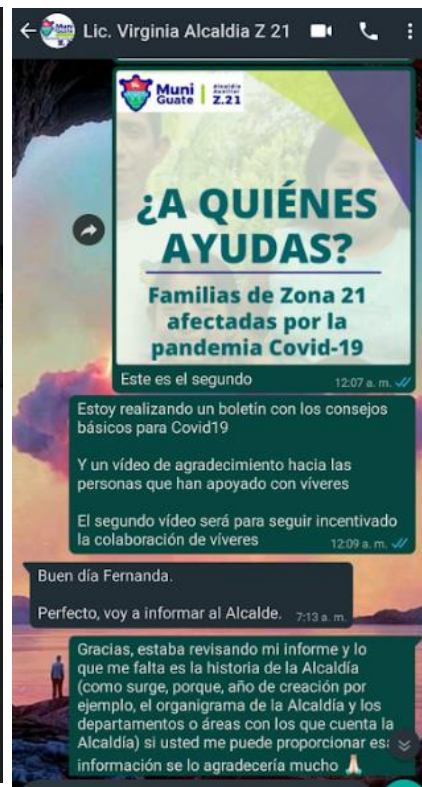 Lic. Virginia Alcaldia Z 21
Muni
Guate
Alcaldía
Auxiliar
Z.21
¿A QUIÉNES
AYUDAS?
Familias de Zona 21
afectadas por la
pandemia Covid-19
Este es el segundo
12:07 a. m.
Estoy realizando un boletín con los consejos
básicos para Covid19
Y un vídeo de agradecimiento hacia las
personas que han apoyado con víveres
El segundo vídeo será para seguir incentivado
la colaboración de víveres
12:09 a. m.
Buen día Fernanda.
Perfecto, voy a informar al Alcalde.
7:13 a. m.
Gracias, estaba revisando mi informe y lo
que me falta es la historia de la Alcaldía
(como surge, porque, año de creación por
ejemplo, el organigrama de la Alcaldía y los
departamentos o áreas con los que cuenta la
Alcaldía) si usted me puede proporcionar esa
información se lo agradecería mucho